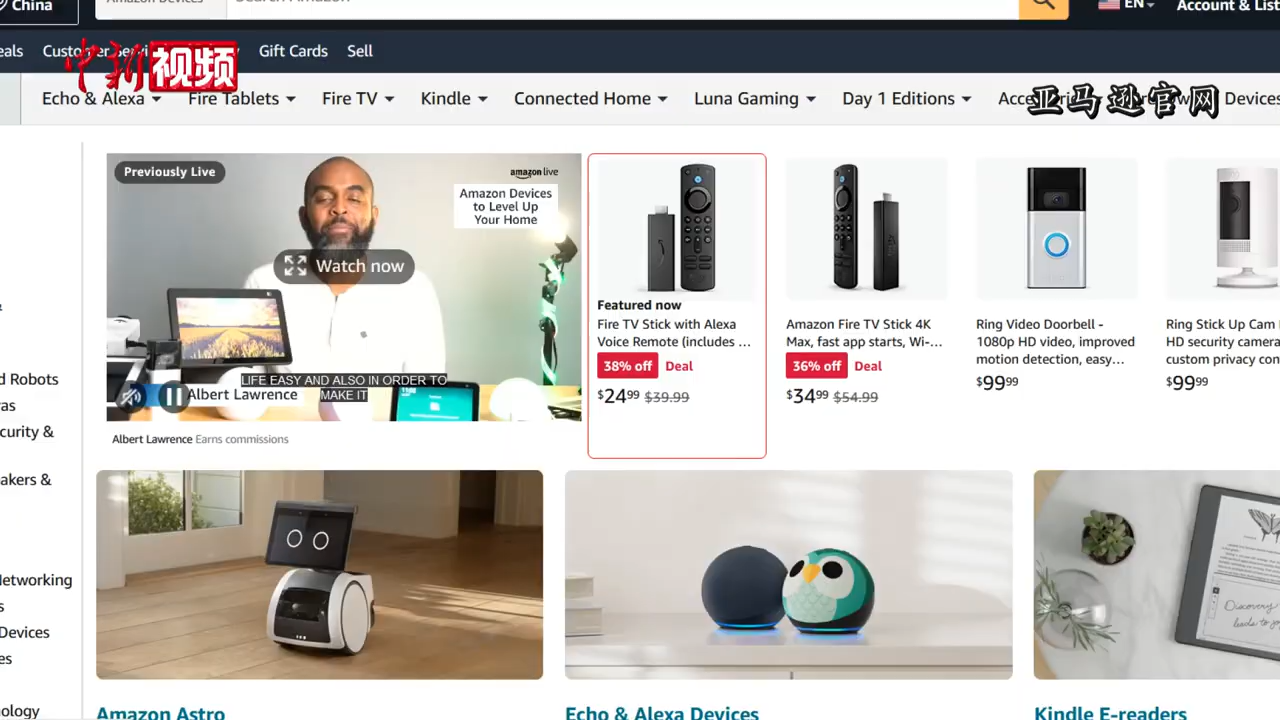 China
Amazon Devices
Search Amazon
EN
Account & List
eals
Gift Cards
Sell
中新视频
亚马逊官网
Echo & Alexa
Fire Tablets
Fire TV
Kindle
Connected Home
Luna Gaming
Day 1 Editions
Devices
Previously Live
amazon live
Amazon Devices
to Level Up
Your Home
Watch now
LIFE EASY AND ALSO IN ORDER TO
MAKE IT
Albert Lawrence
Albert Lawrence Earns commissions
Featured now
Fire TV Stick with Alexa
Voice Remote (includes ...
38% off Deal
$24.99 $39.99
Amazon Fire TV Stick 4K
Max, fast app starts, Wi-...
36% off Deal
$34.99 $54.99
Ring Video Doorbell -
1080p HD video, improved
motion detection, easy...
$99.99
Ring Stick Up Cam
HD security camera
custom privacy con
$99.99
d Robots
as
curity &
akers &
Networking
s
Devices
es
ology
Discovery
leads to
Amazon Astro
Echo & Alexa Devices
Kindle E-readers